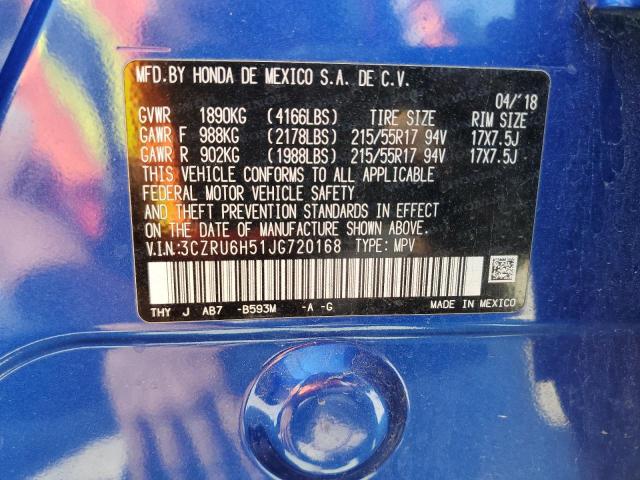 MFD. BY HONDA DE MEXICO S.A. DE C.V.
04/'18
GVWR 1890KG (4166LBS) TIRE SIZE RIM SIZE
GAWR F 988KG (2178LBS) 215/55R17 94V 17X7.5J
GAWR R 902KG (1988LBS) 215/55R17 94V 17X7.5J
THIS VEHICLE CONFORMS TO ALL APPLICABLE
FEDERAL MOTOR VEHICLE SAFETY
AND THEFT PREVENTION STANDARDS IN EFFECT
ON THE DATE OF MANUFACTURE SHOWN ABOVE.
V.I.N.:3CZRU6H51JG720168 TYPE: MPV
THY J AB7 -B593M -A -G MADE IN MEXICO